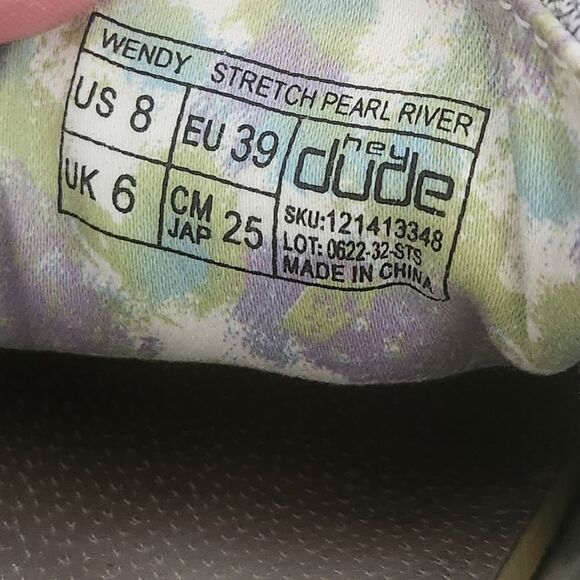 WENDY STRETCH PEARL RIVER
US 8
EU 39
hey
dude
UK 6
CM
JAP 25
SKU:121413348
LOT: 0622-32-STS
MADE IN CHINA